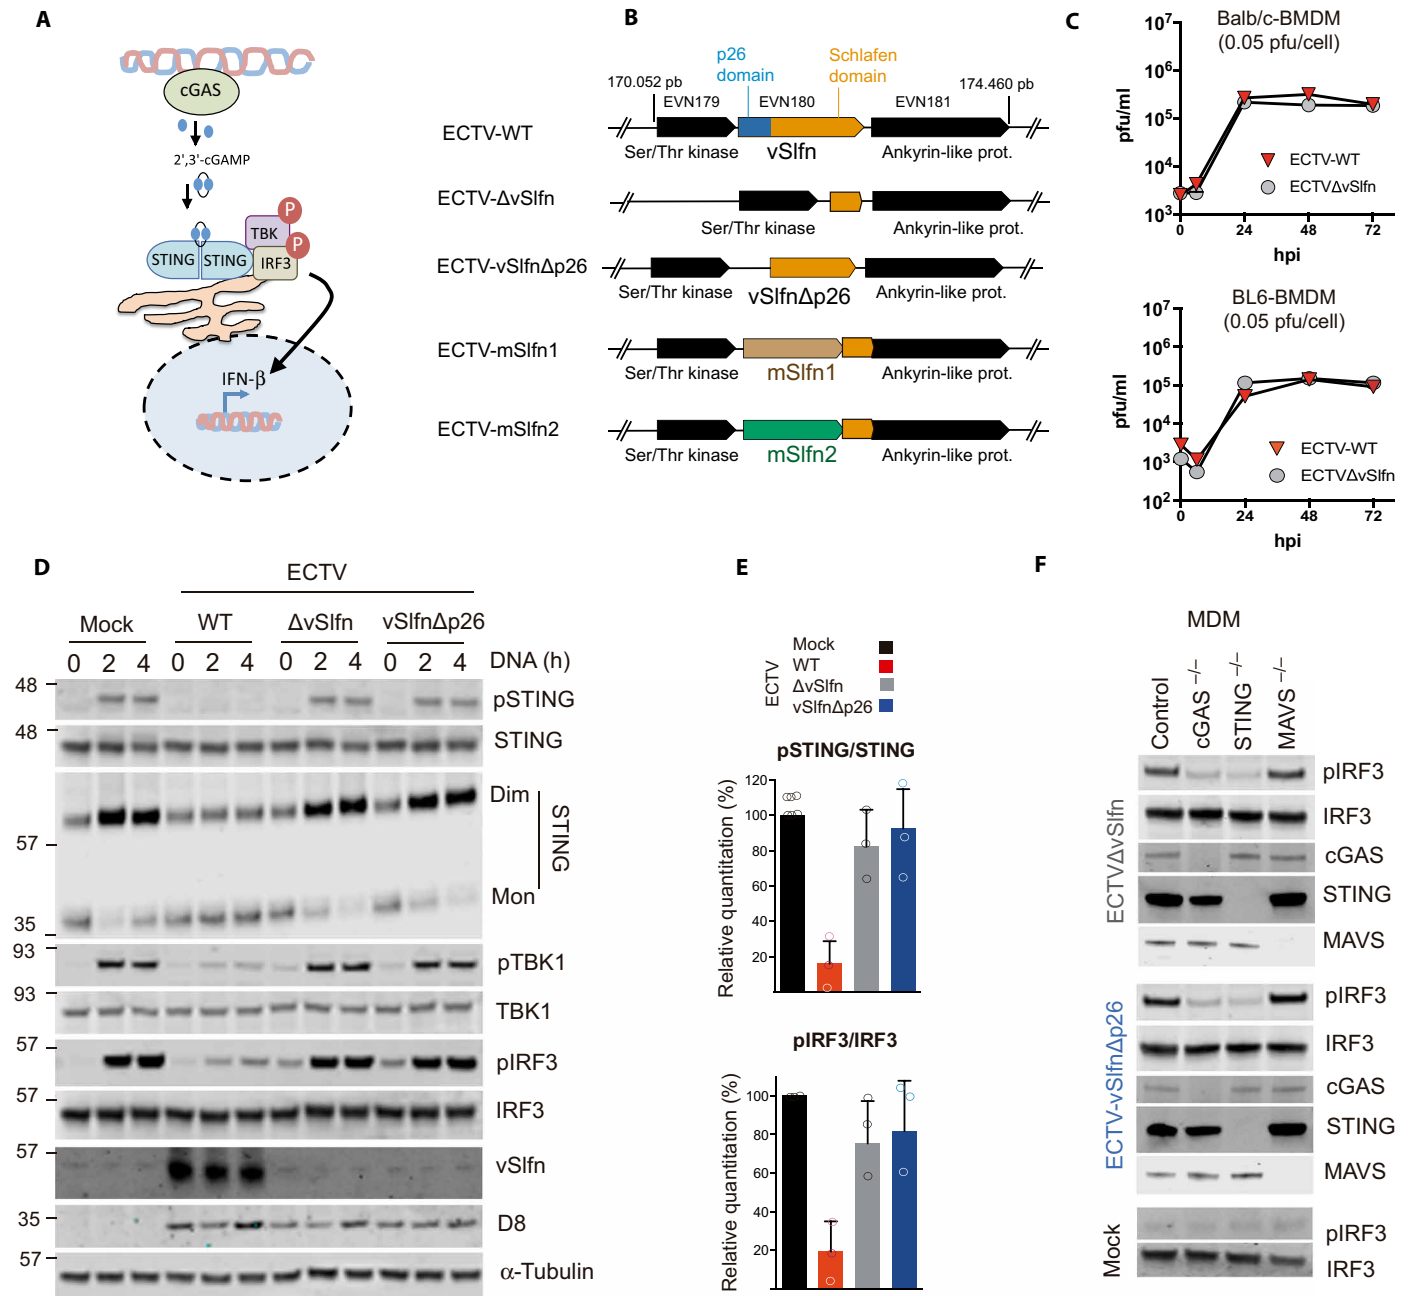 A
cGAS
2',3'-cGAMP
P
TBK
P
STING
STING
IRF3
IFN-β
B
p26
domain
Schlafen
domain
170.052 pb
174.460 pb
EVN179
EVN180
EVN181
ECTV-WT
Ser/Thr kinase
vSlfn
Ankyrin-like prot.
ECTV-ΔvSlfn
Ser/Thr kinase
Ankyrin-like prot.
ECTV-vSlfnΔp26
Ser/Thr kinase
vSlfnΔp26
Ankyrin-like prot.
ECTV-mSlfn1
Ser/Thr kinase
mSlfn1
Ankyrin-like prot.
ECTV-mSlfn2
Ser/Thr kinase
mSlfn2
Ankyrin-like prot.
C
Balb/c-BMDM
(0.05 pfu/cell)
pfu/ml
10⁷
10⁶
10⁵
10⁴
10³
ECTV-WT
ECTVΔvSlfn
0 24 48 72
hpi
BL6-BMDM
(0.05 pfu/cell)
pfu/ml
10⁷
10⁶
10⁵
10⁴
10³
10²
ECTV-WT
ECTVΔvSlfn
0 24 48 72
hpi
D
ECTV
Mock WT ΔvSlfn vSlfnΔp26
0 2 4 0 2 4 0 2 4 0 2 4 DNA (h)
48 pSTING
48 STING
Dim
57
STING
Mon
35
93 pTBK1
93 TBK1
57 pIRF3
57 IRF3
57 vSlfn
35 D8
57 α-Tubulin
E
ECTV
Mock
WT
ΔvSlfn
vSlfnΔp26
pSTING/STING
Relative quantitation (%)
120
100
80
60
40
20
pIRF3/IRF3
Relative quantitation (%)
100
80
60
40
20
F
MDM
Control
cGAS −/−
STING −/−
MAVS −/−
ECTVΔvSlfn
pIRF3
IRF3
cGAS
STING
MAVS
ECTV-vSlfnΔp26
pIRF3
IRF3
cGAS
STING
MAVS
Mock
pIRF3
IRF3